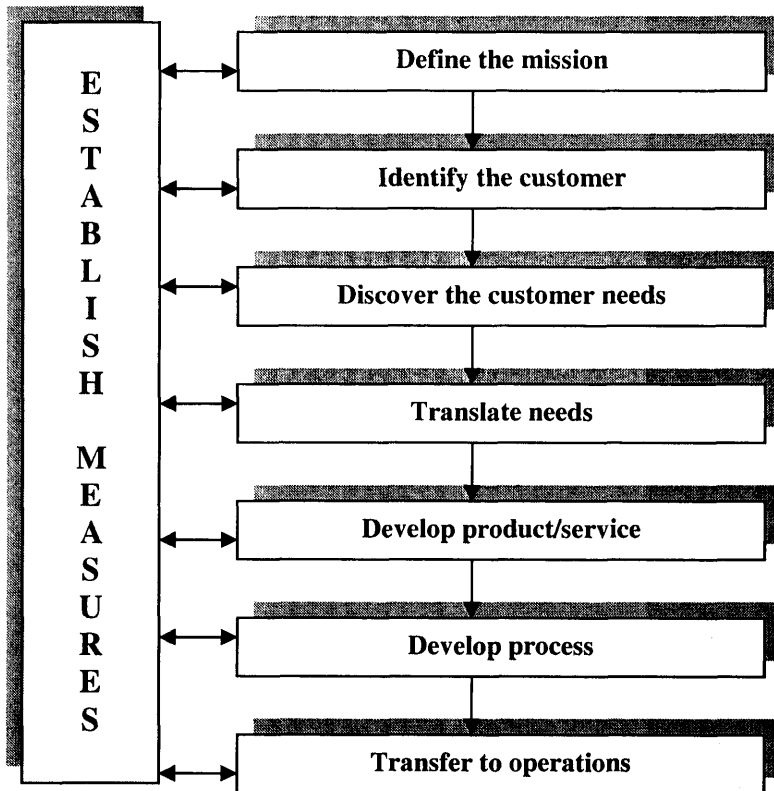 ESTABLISH MEASURES
Define the mission
Identify the customer
Discover the customer needs
Translate needs
Develop product/service
Develop process
Transfer to operations